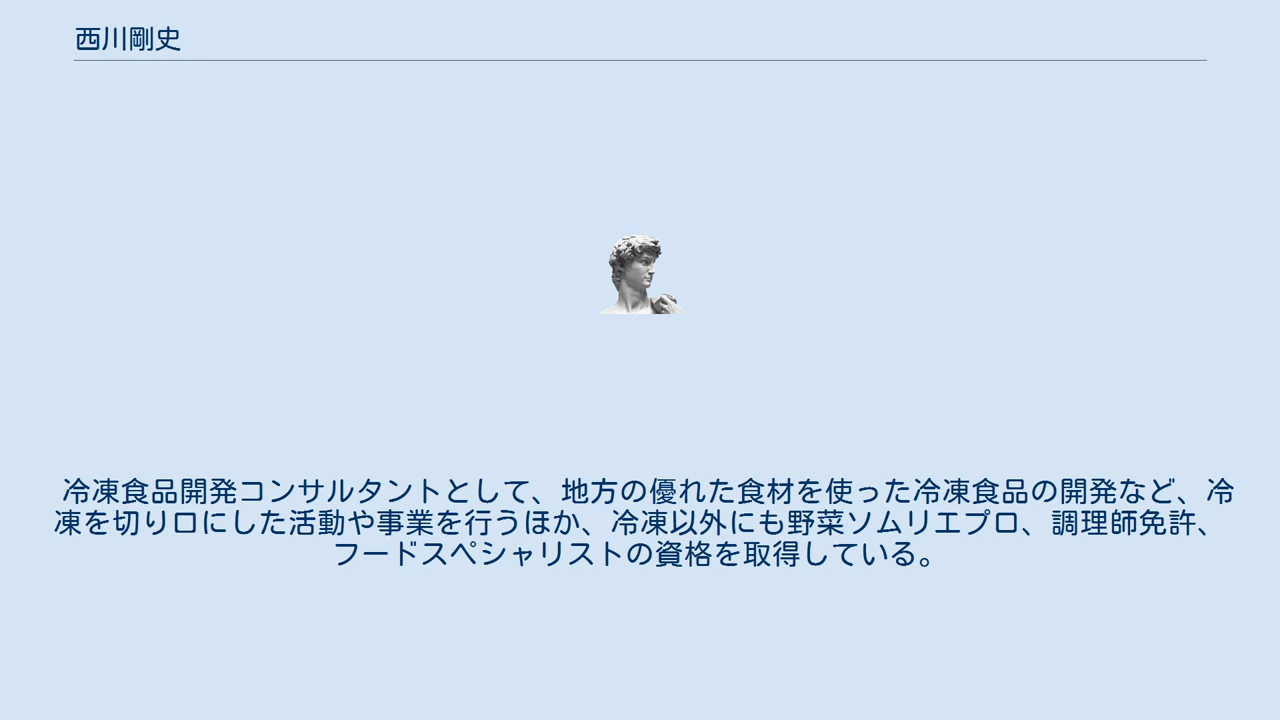 西川剛史
冷凍食品開発コンサルタントとして、地方の優れた食材を使った冷凍食品の開発など、冷
凍を切り口にした活動や事業を行うほか、冷凍以外にも野菜ソムリエプロ、調理師免許、
フードスペシャリストの資格を取得している。